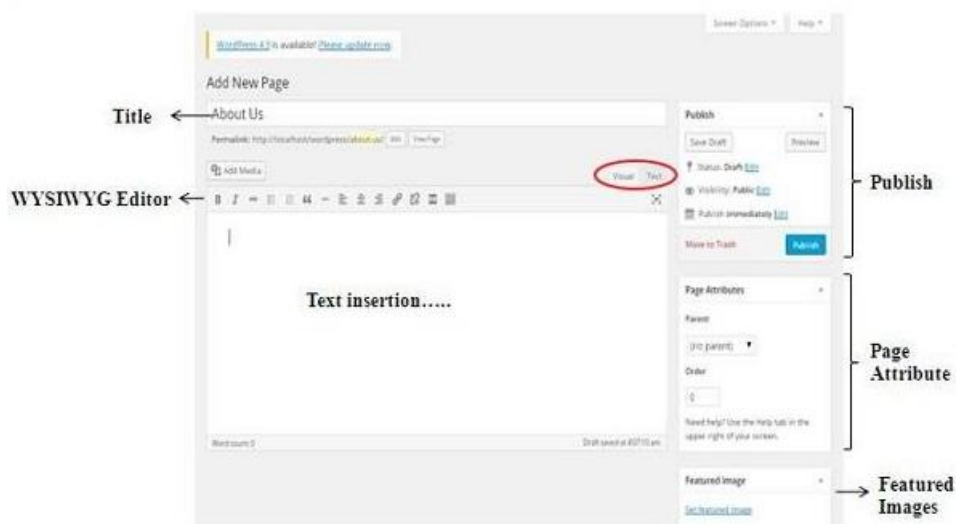 Screen Options Help
WordPress 4.3 is available! Please update now.
Add New Page
Title
About Us
Permalink: http://localhost/wordpress/about-us/ Edit View Page
Add Media
Visual Text
WYSIWYG Editor
B I
Text insertion.....
Word count: 0
Draft saved at
Publish
Save Draft Preview
Status: Draft Edit
Visibility: Public Edit
Publish immediately Edit
Move to Trash Publish
Publish
Page Attributes
Parent
(no parent)
Order
0
Need help? Use the Help tab in the
upper right of your screen.
Page
Attribute
Featured Image
Set featured image
Featured
Images